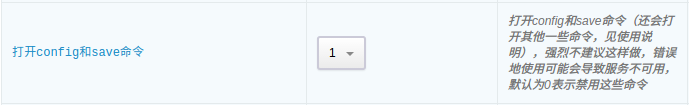 打开config和save命令
1
打开config和save命令（还会打
开其他一些命令，见使用说
明），强烈不建议这样做，错误
地使用可能会导致服务不可用，
默认为0表示禁用这些命令